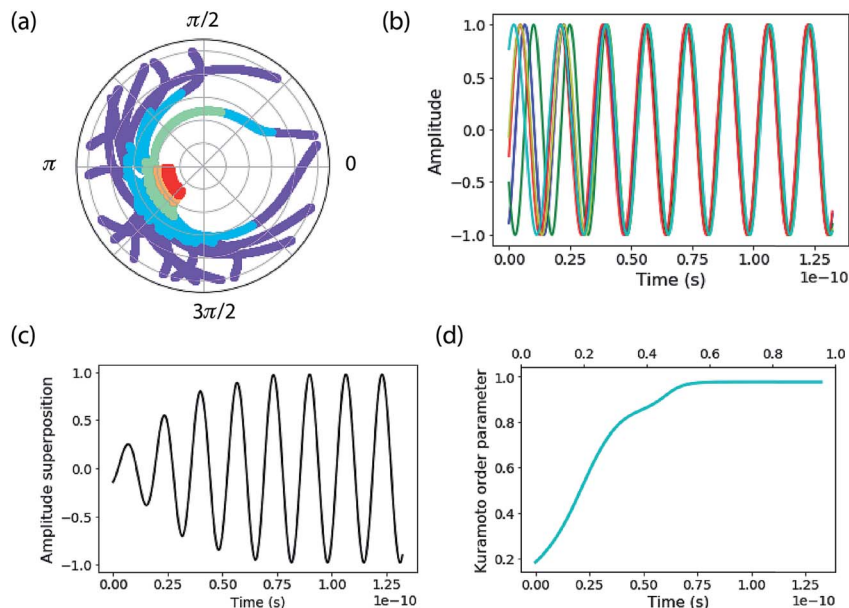 (a)
π/2
π
0
3π/2
(b)
Amplitude
1.0
0.5
0.0
−0.5
−1.0
0.00 0.25 0.50 0.75 1.00 1.25
Time (s)
1e−10
(c)
Amplitude superposition
1.0
0.5
0.0
−0.5
−1.0
0.00 0.25 0.50 0.75 1.00 1.25
Time (s)
1e−10
(d)
0.0 0.2 0.4 0.6 0.8 1.0
Kuramoto order parameter
1.0
0.8
0.6
0.4
0.2
0.00 0.25 0.50 0.75 1.00 1.25
Time (s)
1e−10